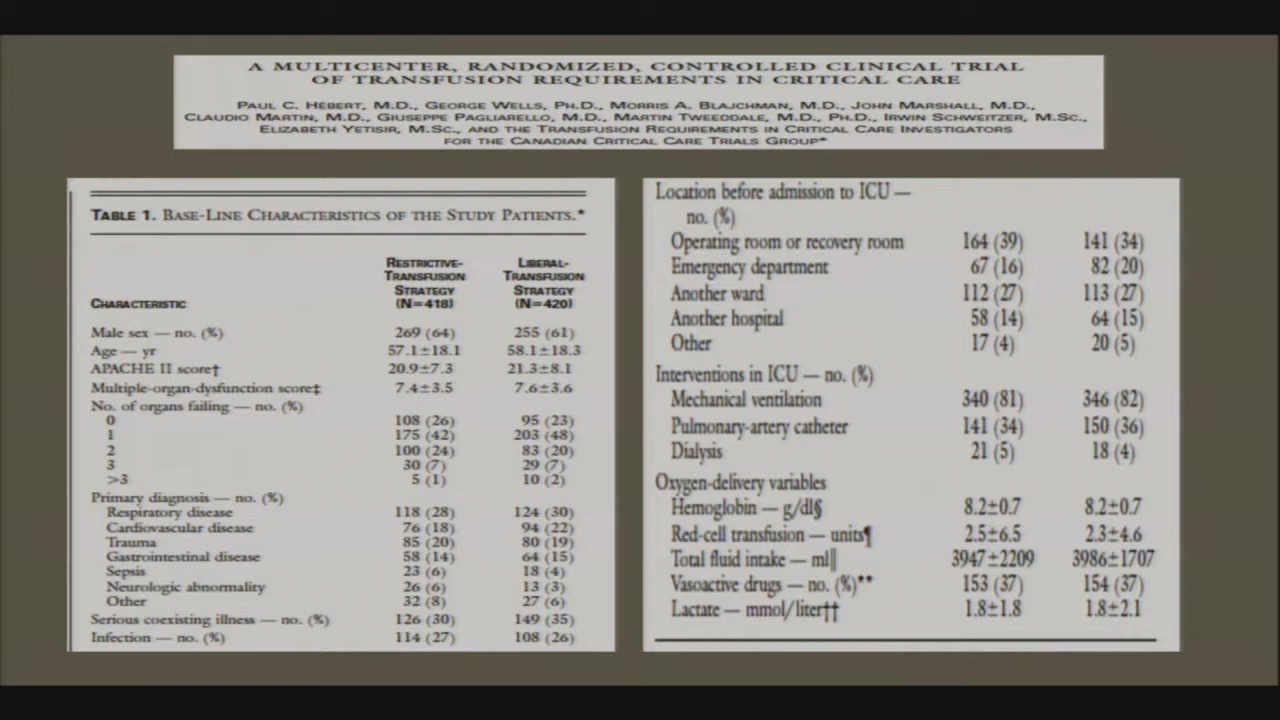 A MULTICENTER, RANDOMIZED, CONTROLLED CLINICAL TRIAL
OF TRANSFUSION REQUIREMENTS IN CRITICAL CARE
PAUL C. HÉBERT, M.D., GEORGE WELLS, PH.D., MORRIS A. BLAJCHMAN, M.D., JOHN MARSHALL, M.D.,
CLAUDIO MARTIN, M.D., GIUSEPPE PAGLIARELLO, M.D., MARTIN TWEEDDALE, M.D., PH.D., IRWIN SCHWEITZER, M.SC.,
ELIZABETH YETISIR, M.SC., AND THE TRANSFUSION REQUIREMENTS IN CRITICAL CARE INVESTIGATORS
FOR THE CANADIAN CRITICAL CARE TRIALS GROUP*
TABLE 1. BASE-LINE CHARACTERISTICS OF THE STUDY PATIENTS.*
CHARACTERISTIC
RESTRICTIVE-
TRANSFUSION
STRATEGY
(N=418)
LIBERAL-
TRANSFUSION
STRATEGY
(N=420)
Male sex — no. (%) 269 (64) 255 (61)
Age — yr 57.1±18.1 58.1±18.3
APACHE II score† 20.9±7.3 21.3±8.1
Multiple-organ-dysfunction score‡ 7.4±3.5 7.6±3.6
No. of organs failing — no. (%)
0 108 (26) 95 (23)
1 175 (42) 203 (48)
2 100 (24) 83 (20)
3 30 (7) 29 (7)
>3 5 (1) 10 (2)
Primary diagnosis — no. (%)
Respiratory disease 118 (28) 124 (30)
Cardiovascular disease 76 (18) 94 (22)
Trauma 85 (20) 80 (19)
Gastrointestinal disease 58 (14) 64 (15)
Sepsis 23 (6) 18 (4)
Neurologic abnormality 26 (6) 13 (3)
Other 32 (8) 27 (6)
Serious coexisting illness — no. (%) 126 (30) 149 (35)
Infection — no. (%) 114 (27) 108 (26)
Location before admission to ICU —
no. (%)
Operating room or recovery room 164 (39) 141 (34)
Emergency department 67 (16) 82 (20)
Another ward 112 (27) 113 (27)
Another hospital 58 (14) 64 (15)
Other 17 (4) 20 (5)
Interventions in ICU — no. (%)
Mechanical ventilation 340 (81) 346 (82)
Pulmonary-artery catheter 141 (34) 150 (36)
Dialysis 21 (5) 18 (4)
Oxygen-delivery variables
Hemoglobin — g/dl§ 8.2±0.7 8.2±0.7
Red-cell transfusion — units¶ 2.5±6.5 2.3±4.6
Total fluid intake — ml‖ 3947±2209 3986±1707
Vasoactive drugs — no. (%)** 153 (37) 154 (37)
Lactate — mmol/liter†† 1.8±1.8 1.8±2.1